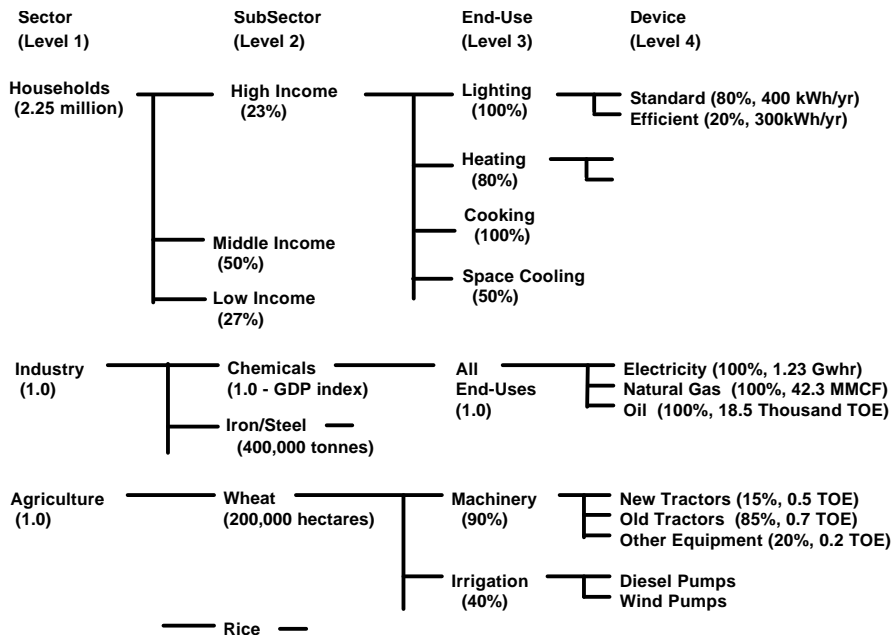 Sector SubSector End-Use Device
(Level 1) (Level 2) (Level 3) (Level 4)
Households High Income Lighting Standard (80%, 400 kWh/yr)
(2.25 million) (23%) (100%) Efficient (20%, 300kWh/yr)
Heating
(80%)
Cooking
(100%)
Middle Income
(50%)
Space Cooling
(50%)
Low Income
(27%)
Industry Chemicals All Electricity (100%, 1.23 Gwhr)
(1.0) (1.0 - GDP index) End-Uses Natural Gas (100%, 42.3 MMCF)
(1.0) Oil (100%, 18.5 Thousand TOE)
Iron/Steel
(400,000 tonnes)
Agriculture Wheat Machinery New Tractors (15%, 0.5 TOE)
(1.0) (200,000 hectares) (90%) Old Tractors (85%, 0.7 TOE)
Other Equipment (20%, 0.2 TOE)
Irrigation Diesel Pumps
(40%) Wind Pumps
Rice